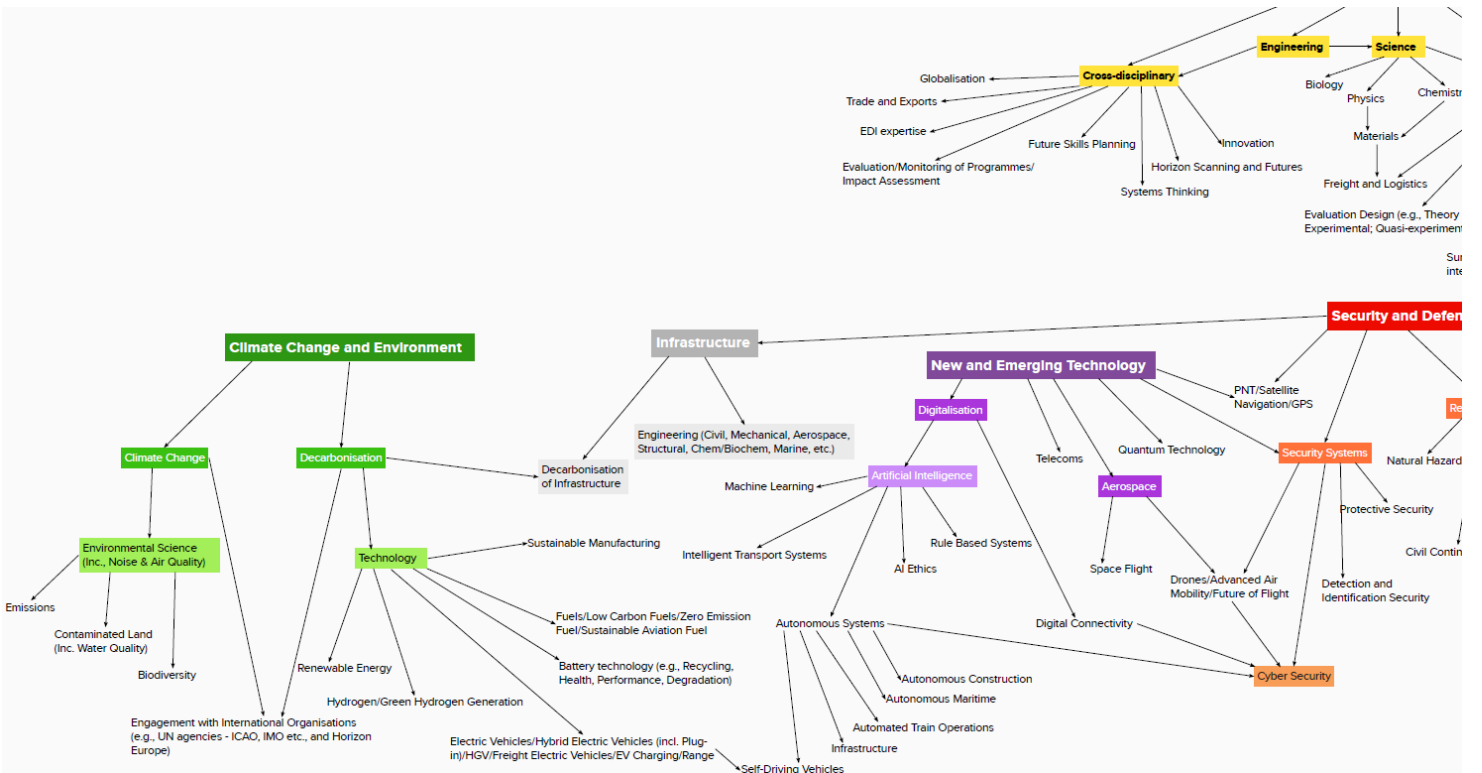 Engineering
Science
Cross-disciplinary
Globalisation
Biology
Physics
Trade and Exports
EDI expertise
Materials
Future Skills Planning
Innovation
Evaluation/Monitoring of Programmes/
Impact Assessment
Horizon Scanning and Futures
Systems Thinking
Freight and Logistics
Evaluation Design (e.g., Theory
Experimental; Quasi-experiment
Security and Defen
Infrastructure
Climate Change and Environment
New and Emerging Technology
PNT/Satellite
Navigation/GPS
Digitalisation
Engineering (Civil, Mechanical, Aerospace,
Structural, Chem/Biochem, Marine, etc.)
Climate Change
Decarbonisation
Telecoms
Quantum Technology
Security Systems
Natural Hazard
Decarbonisation
of Infrastructure
Artificial Intelligence
Machine Learning
Aerospace
Protective Security
Environmental Science
(Inc., Noise & Air Quality)
Technology
Sustainable Manufacturing
Intelligent Transport Systems
Rule Based Systems
AI Ethics
Space Flight
Civil Contin
Drones/Advanced Air
Mobility/Future of Flight
Detection and
Identification Security
Emissions
Contaminated Land
(Inc. Water Quality)
Biodiversity
Fuels/Low Carbon Fuels/Zero Emission
Fuel/Sustainable Aviation Fuel
Autonomous Systems
Digital Connectivity
Renewable Energy
Battery technology (e.g., Recycling,
Health, Performance, Degradation)
Cyber Security
Autonomous Construction
Autonomous Maritime
Hydrogen/Green Hydrogen Generation
Engagement with International Organisations
(e.g., UN agencies - ICAO, IMO etc., and Horizon
Europe)
Automated Train Operations
Infrastructure
Electric Vehicles/Hybrid Electric Vehicles (incl. Plug-
in)/HGV/Freight Electric Vehicles/EV Charging/Range
Self-Driving Vehicles